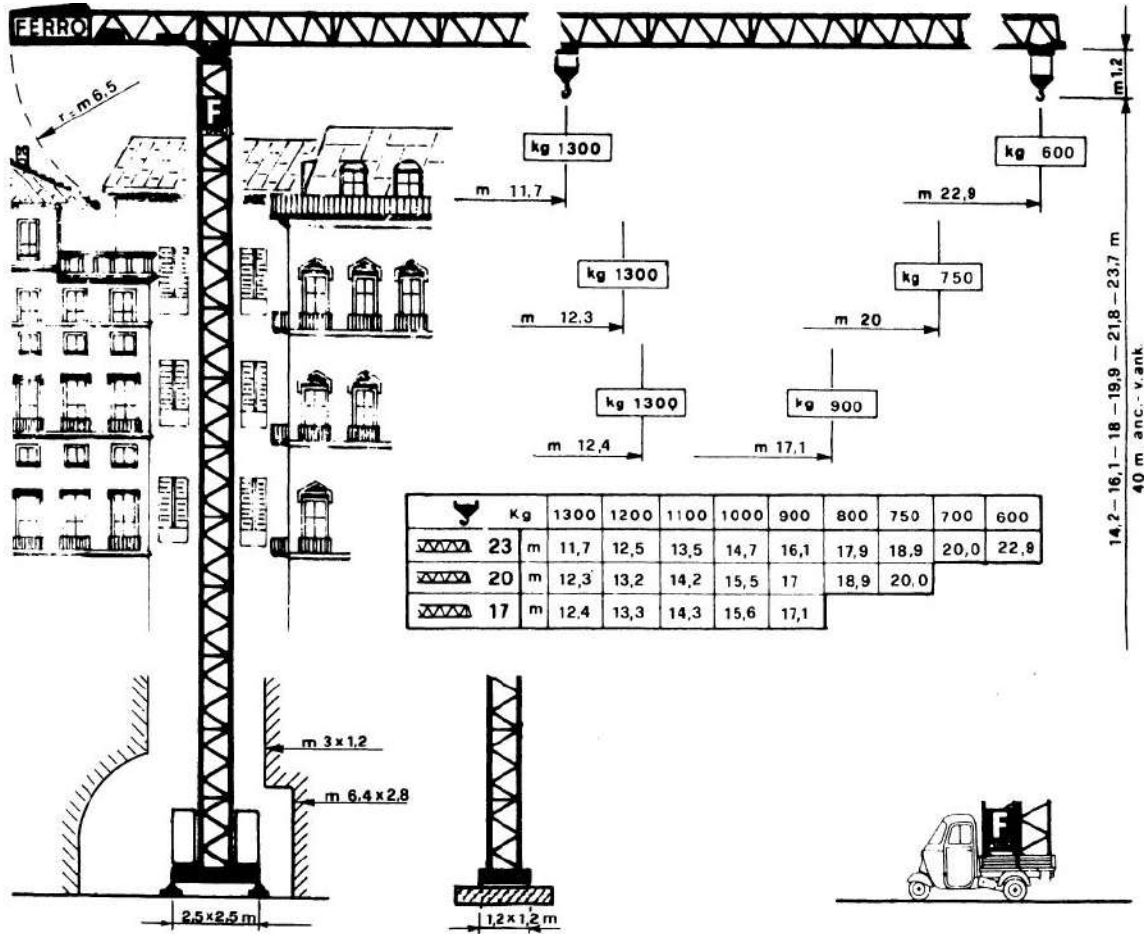 FERRO
m 1,2
r = m 6,5
F
kg 1300
kg 600
m 11,7
m 22,9
kg 1300
kg 750
m 12,3
m 20
kg 1300
kg 900
m 12,4
m 17,1
14,2 – 16,1 – 18 – 19,9 – 21,8 – 23,7 m
40 m anc. - v. ank.
Kg 1300 1200 1100 1000 900 800 750 700 600
23 m 11,7 12,5 13,5 14,7 16,1 17,9 18,9 20,0 22,9
20 m 12,3 13,2 14,2 15,5 17 18,9 20.0
17 m 12,4 13,3 14,3 15,6 17,1
m 3×1,2
m 6,4×2,8
F
2,5×2,5 m
1,2×1,2 m